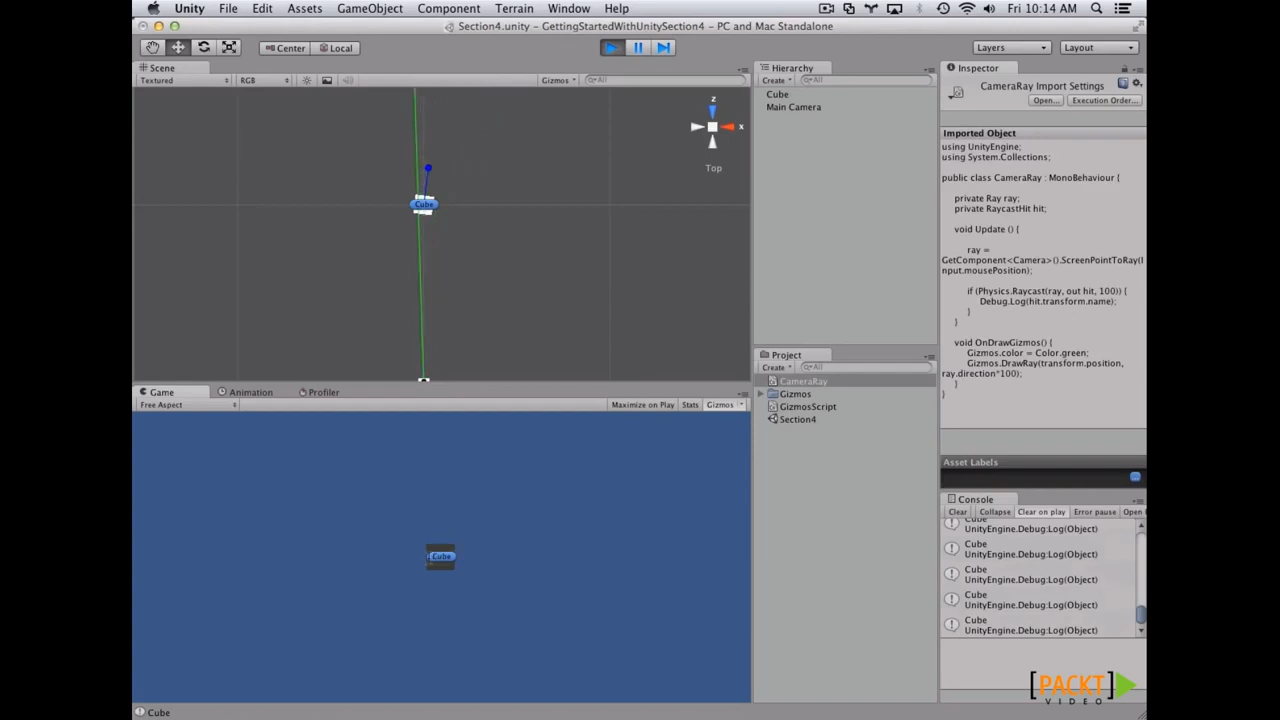 Unity File Edit Assets GameObject Component Terrain Window Help Fri 10:14 AM
Section4.unity - GettingStartedWithUnitySection4 - PC and Mac Standalone
Center Local Layers Layout
Scene
Textured RGB Gizmos All
z
x
Top
Cube
Game Animation Profiler
Free Aspect Maximize on Play Stats Gizmos
Cube
Cube
Hierarchy
Create All
Cube
Main Camera
Project
Create All
CameraRay
Gizmos
GizmosScript
Section4
Inspector
CameraRay Import Settings
Open... Execution Order...
Imported Object
using UnityEngine;
using System.Collections;
public class CameraRay : MonoBehaviour {
private Ray ray;
private RaycastHit hit;
void Update () {
ray =
GetComponent<Camera>().ScreenPointToRay(I
nput.mousePosition);
if (Physics.Raycast(ray, out hit, 100)) {
Debug.Log(hit.transform.name);
}
}
void OnDrawGizmos() {
Gizmos.color = Color.green;
Gizmos.DrawRay(transform.position,
ray.direction*100);
}
}
Asset Labels
Console
Clear Collapse Clear on play Error pause Open
Cube
UnityEngine.Debug:Log(Object)
Cube
UnityEngine.Debug:Log(Object)
Cube
UnityEngine.Debug:Log(Object)
Cube
UnityEngine.Debug:Log(Object)
Cube
UnityEngine.Debug:Log(Object)
[PACKT]
VIDEO